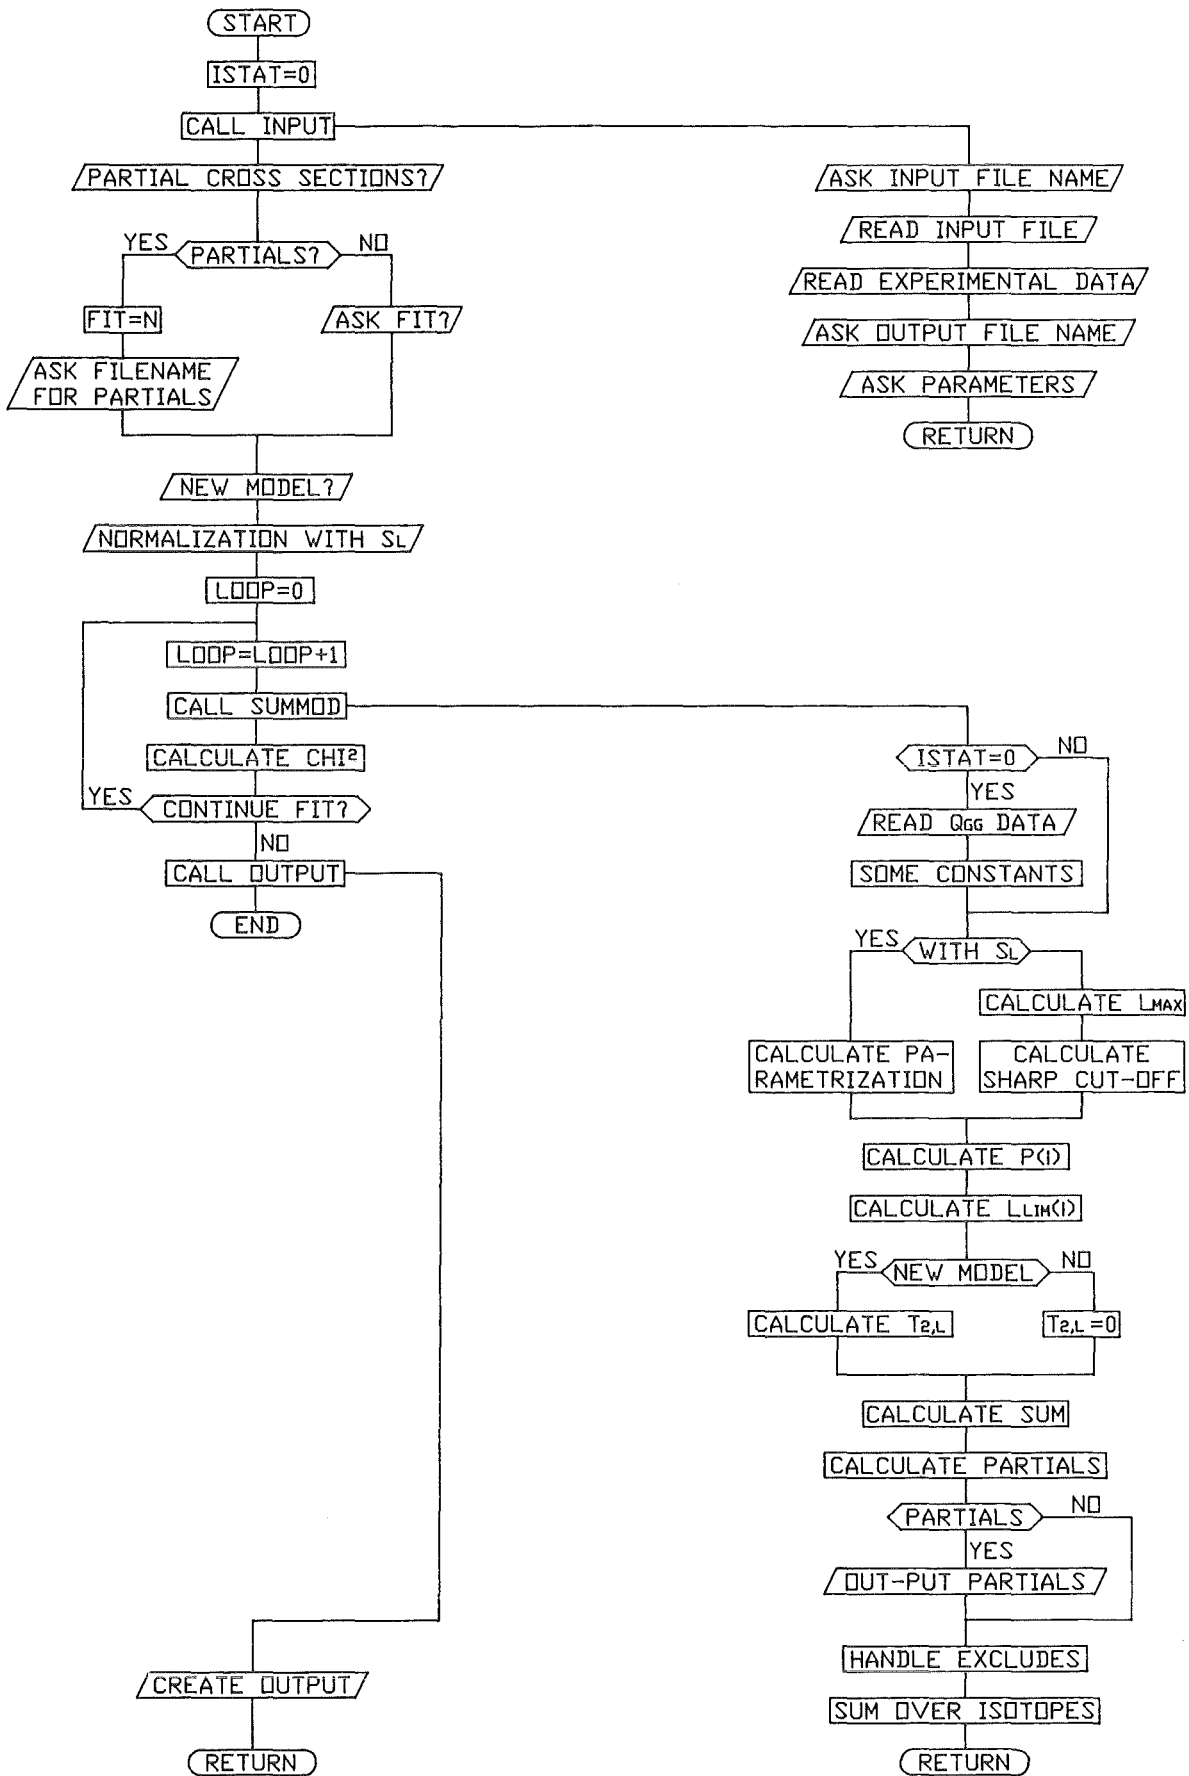 START
ISTAT=0
CALL INPUT
PARTIAL CROSS SECTIONS?
YES
PARTIALS?
NO
FIT=N
ASK FIT?
ASK FILENAME
FOR PARTIALS
NEW MODEL?
NORMALIZATION WITH SL
LOOP=0
LOOP=LOOP+1
CALL SUMMOD
CALCULATE CHI²
YES
CONTINUE FIT?
NO
CALL OUTPUT
END
CREATE OUTPUT
RETURN
ASK INPUT FILE NAME
READ INPUT FILE
READ EXPERIMENTAL DATA
ASK OUTPUT FILE NAME
ASK PARAMETERS
RETURN
ISTAT=0
NO
YES
READ QGG DATA
SOME CONSTANTS
YES
WITH SL
CALCULATE LMAX
CALCULATE PA-
RAMETRIZATION
CALCULATE
SHARP CUT-OFF
CALCULATE P(I)
CALCULATE LLIM(I)
YES
NEW MODEL
NO
CALCULATE T2,L
T2,L=0
CALCULATE SUM
CALCULATE PARTIALS
PARTIALS
NO
YES
OUT-PUT PARTIALS
HANDLE EXCLUDES
SUM OVER ISOTOPES
RETURN